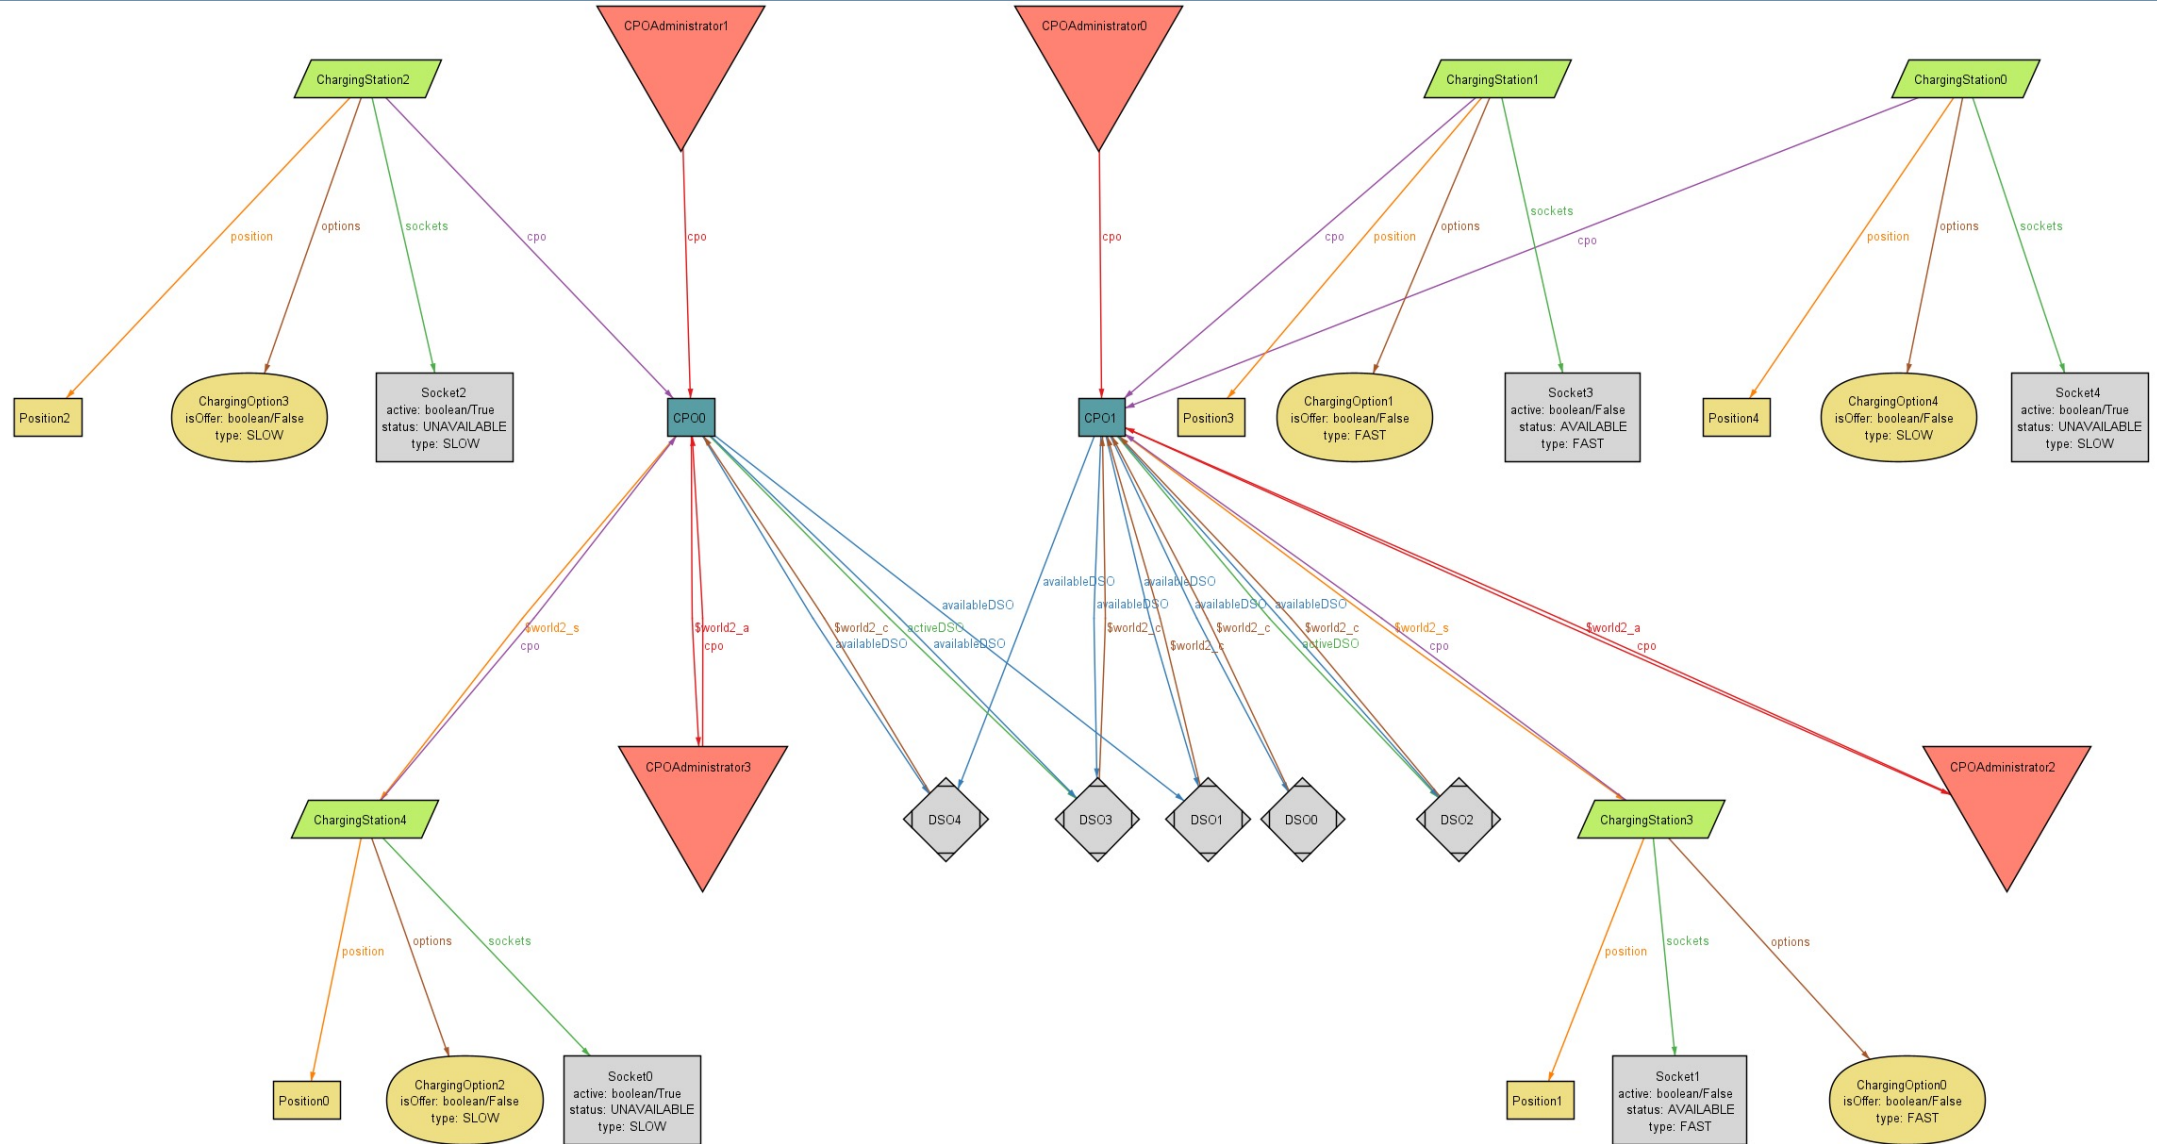 CPOAdministrator1
CPOAdministrator0
ChargingStation2
ChargingStation1
ChargingStation0
position
options
sockets
cpo
cpo
cpo
cpo
position
options
sockets
cpo
position
options
sockets
Position2
ChargingOption3
isOffer: boolean/False
type: SLOW
Socket2
active: boolean/True
status: UNAVAILABLE
type: SLOW
CPO0
CPO1
Position3
ChargingOption1
isOffer: boolean/False
type: FAST
Socket3
active: boolean/False
status: AVAILABLE
type: FAST
Position4
ChargingOption4
isOffer: boolean/False
type: SLOW
Socket4
active: boolean/True
status: UNAVAILABLE
type: SLOW
availableDSO
availableDSO
availableDSO
availableDSO
availableDSO
availableDSO
$world2_s
cpo
$world2_a
cpo
$world2_c
availableDSO
activeDSO
availableDSO
$world2_c
$world2_c
$world2_c
$world2_c
activeDSO
$world2_s
cpo
$world2_a
cpo
CPOAdministrator3
CPOAdministrator2
ChargingStation4
DSO4
DSO3
DSO1
DSO0
DSO2
ChargingStation3
position
options
sockets
position
sockets
options
Position0
ChargingOption2
isOffer: boolean/False
type: SLOW
Socket0
active: boolean/True
status: UNAVAILABLE
type: SLOW
Position1
Socket1
active: boolean/False
status: AVAILABLE
type: FAST
ChargingOption0
isOffer: boolean/False
type: FAST